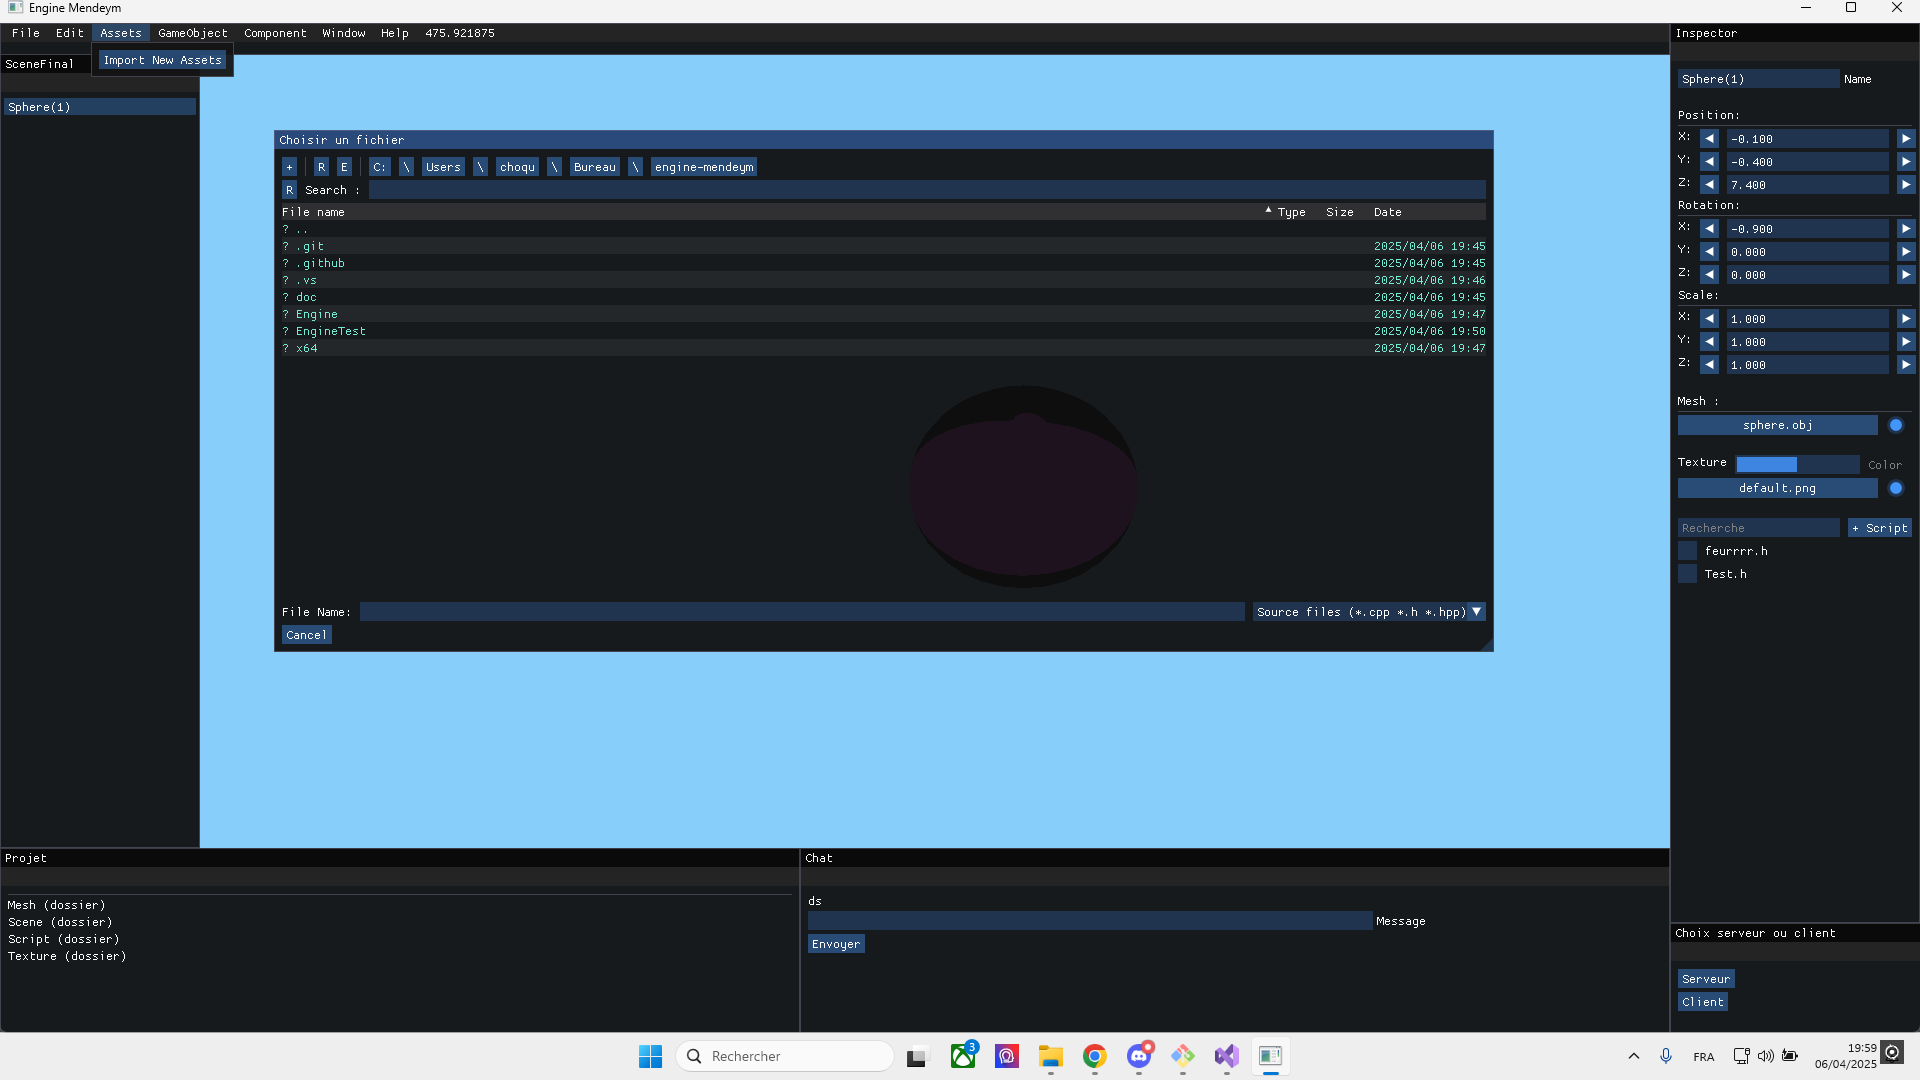 Engine Mendeym
File Edit Assets GameObject Component Window Help 475.921875
Import New Assets
SceneFinal
Sphere(1)
Choisir un fichier
+ R E C: \ Users \ choqu \ Bureau \ engine-mendeym
R Search :
File name Type Size Date
? ..
? .git 2025/04/06 19:45
? .github 2025/04/06 19:45
? .vs 2025/04/06 19:46
? doc 2025/04/06 19:45
? Engine 2025/04/06 19:47
? EngineTest 2025/04/06 19:50
? x64 2025/04/06 19:47
File Name: Source files (*.cpp *.h *.hpp)
Cancel
Inspector
Sphere(1) Name
Position:
X: -0.100
Y: -0.400
Z: 7.400
Rotation:
X: -0.900
Y: 0.000
Z: 0.000
Scale:
X: 1.000
Y: 1.000
Z: 1.000
Mesh :
sphere.obj
Texture Color
default.png
Recherche + Script
feurrrr.h
Test.h
Projet
Mesh (dossier)
Scene (dossier)
Script (dossier)
Texture (dossier)
Chat
ds
Message
Envoyer
Choix serveur ou client
Serveur
Client
Rechercher
3
FRA
19:59
06/04/2025